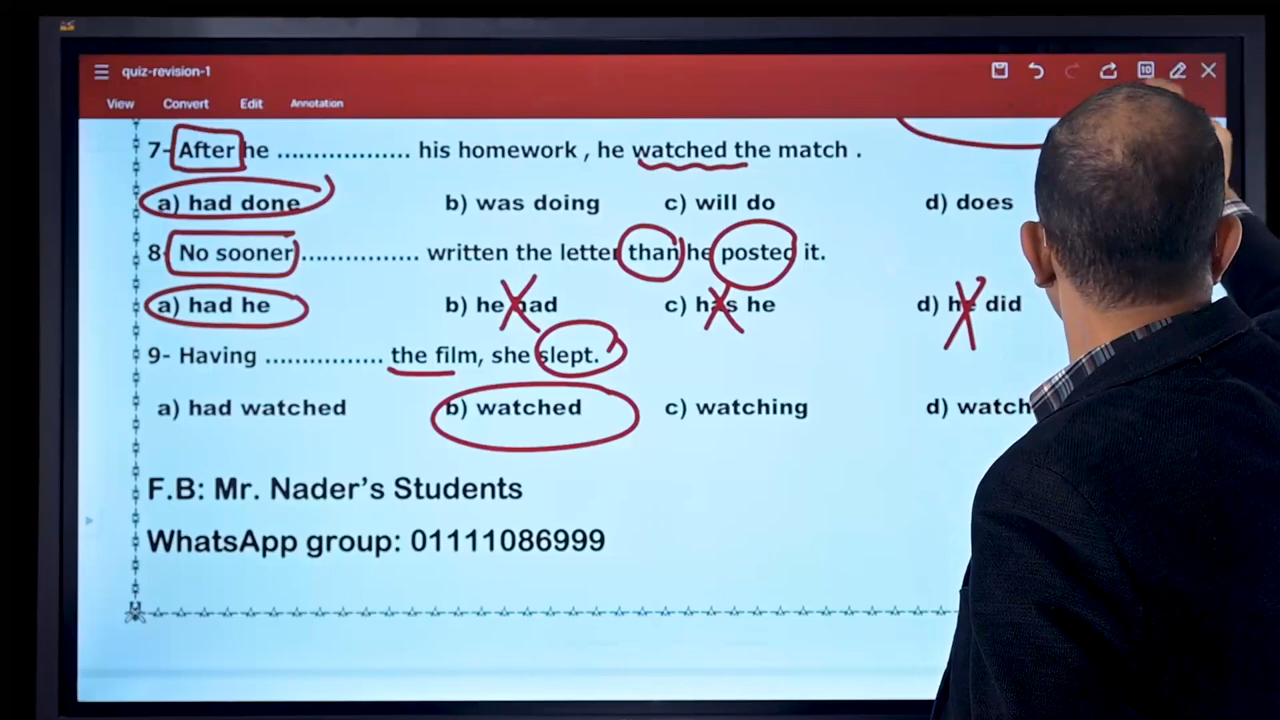 quiz-revision-1
View Convert Edit Annotation
7- After he .................. his homework , he watched the match .
a) had done b) was doing c) will do d) does
8- No sooner ................ written the letter than he posted it.
a) had he b) he had c) has he d) he did
9- Having ................ the film, she slept.
a) had watched b) watched c) watching d) watch
F.B: Mr. Nader’s Students
WhatsApp group: 01111086999